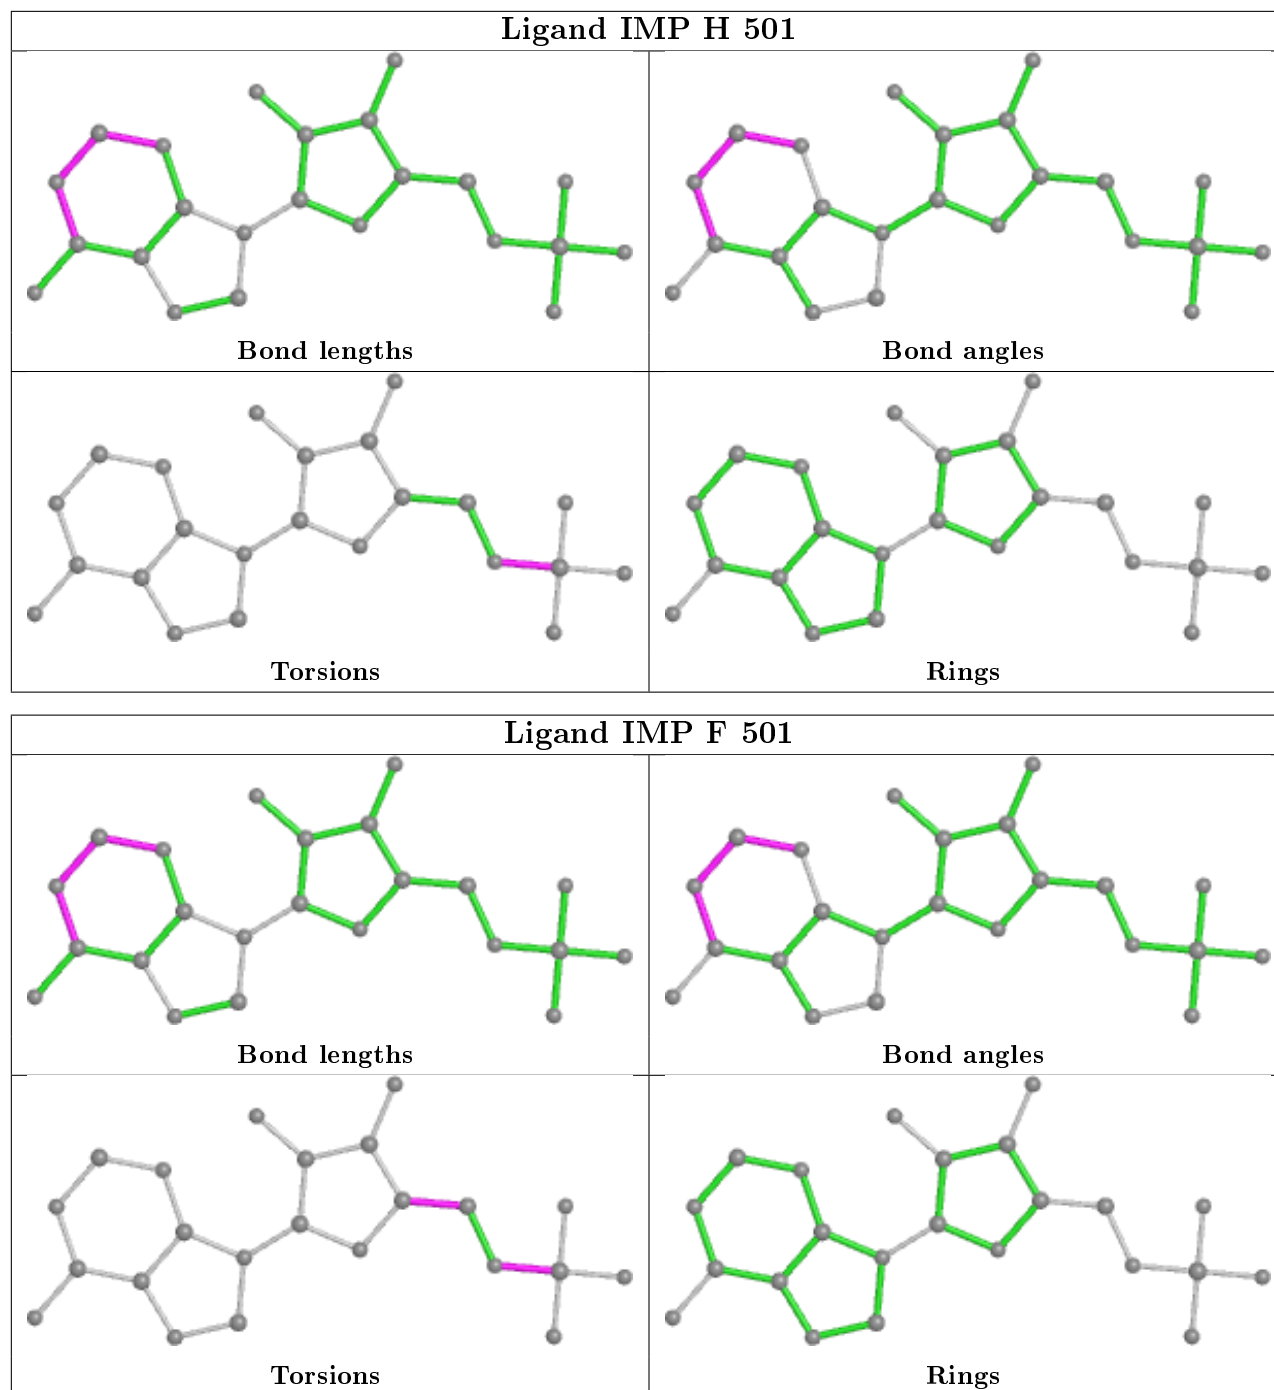 Ligand IMP H 501
Bond lengths
Bond angles
Torsions
Rings
Ligand IMP F 501
Bond lengths
Bond angles
Torsions
Rings